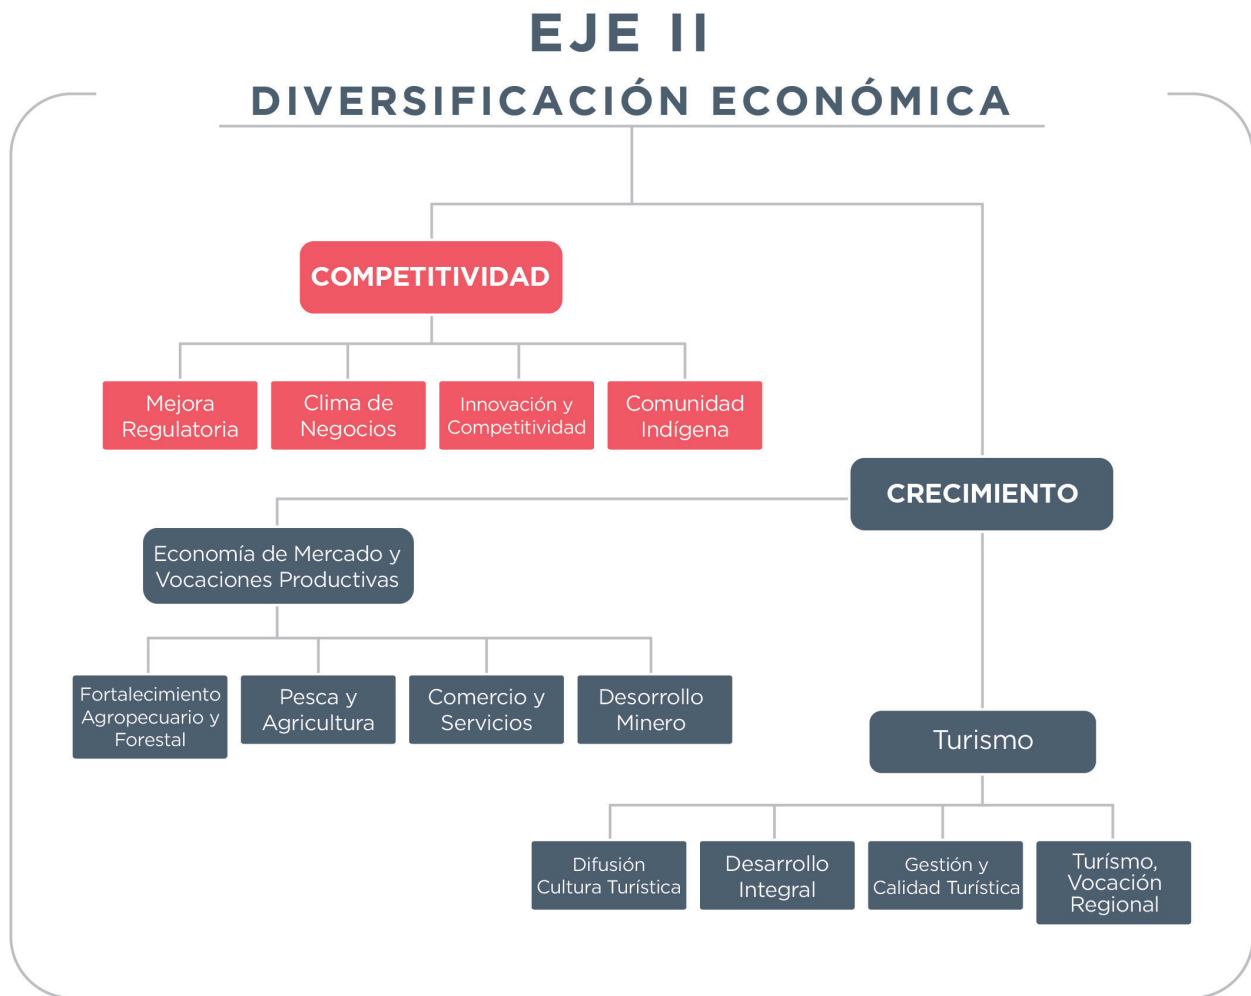 EJE II
DIVERSIFICACIÓN ECONÓMICA
COMPETITIVIDAD
Mejora
Regulatoria
Clima de
Negocios
Innovación y
Competitividad
Comunidad
Indígena
CRECIMIENTO
Economía de Mercado y
Vocaciones Productivas
Fortalecimiento
Agropecuario y
Forestal
Pesca y
Agricultura
Comercio y
Servicios
Desorrollo
Minero
Turismo
Difusión
Cultura Turística
Desarrollo
Integral
Gestión y
Calidad Turística
Turísmo,
Vocación
Regional